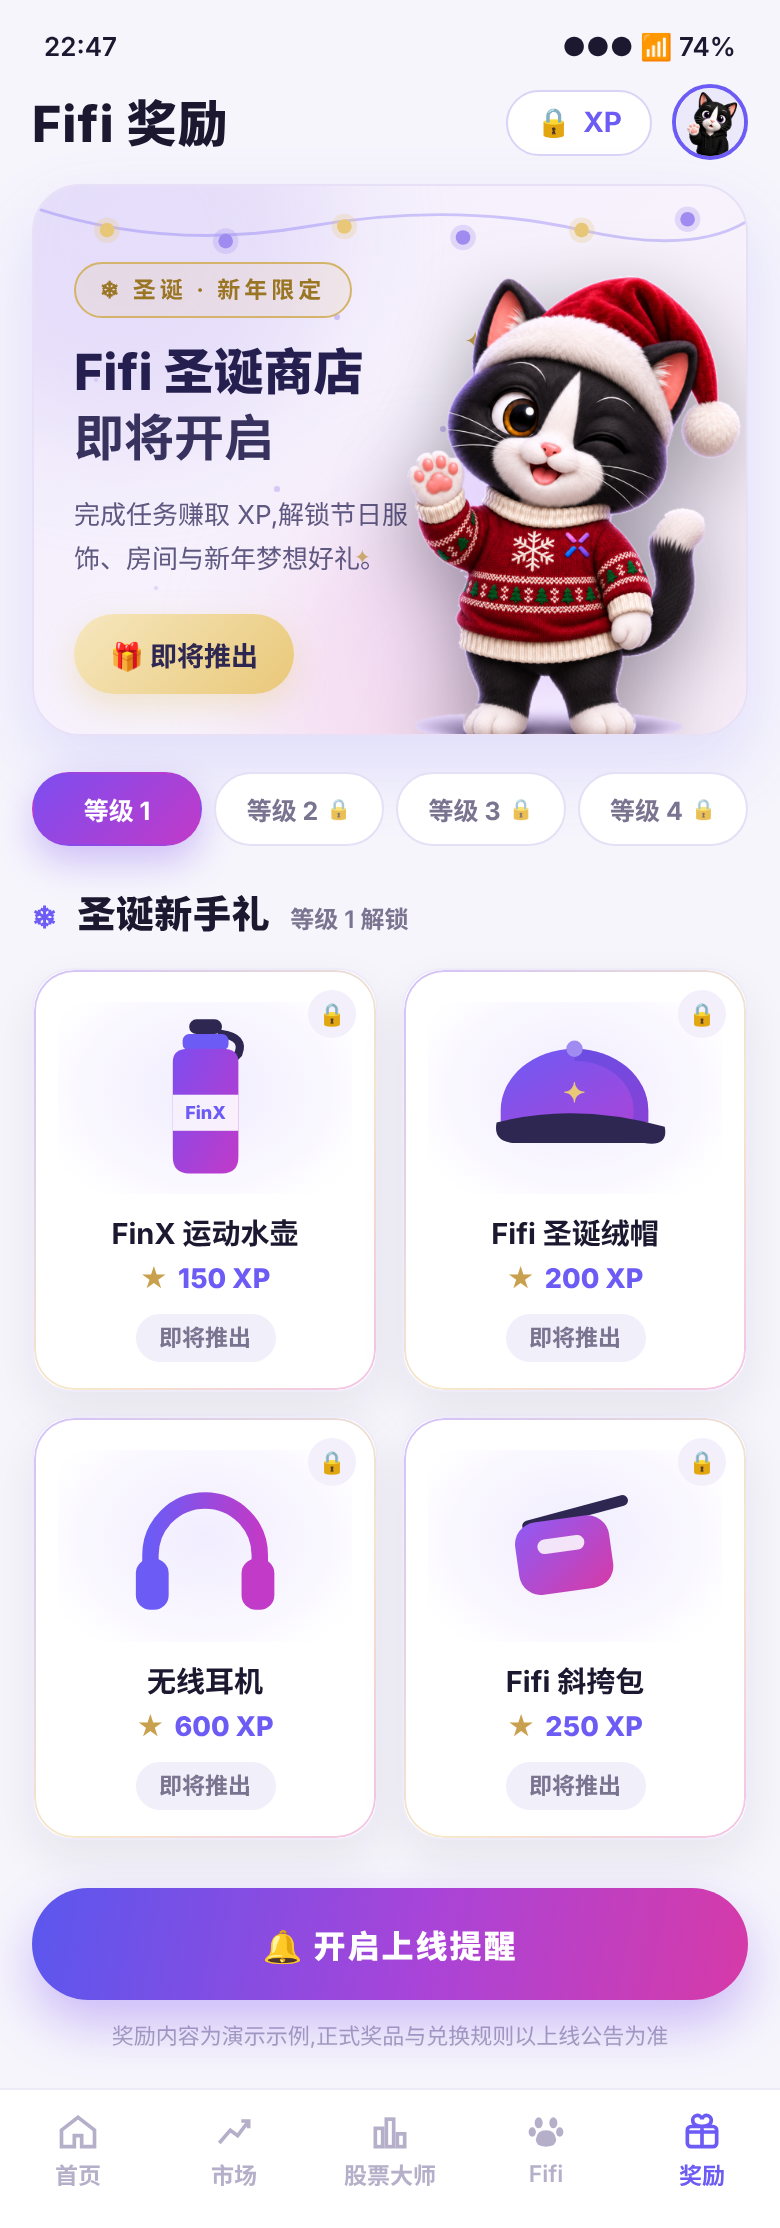 22:47
74%
Fifi 奖励
XP
圣诞 · 新年限定
Fifi 圣诞商店
即将开启
完成任务赚取 XP,解锁节日服
饰、房间与新年梦想好礼。
即将推出
等级 1
等级 2
等级 3
等级 4
圣诞新手礼 等级 1 解锁
FinX
FinX 运动水壶
★ 150 XP
即将推出
Fifi 圣诞绒帽
★ 200 XP
即将推出
无线耳机
★ 600 XP
即将推出
Fifi 斜挎包
★ 250 XP
即将推出
开启上线提醒
奖励内容为演示示例,正式奖品与兑换规则以上线公告为准
首页
市场
股票大师
Fifi
奖励